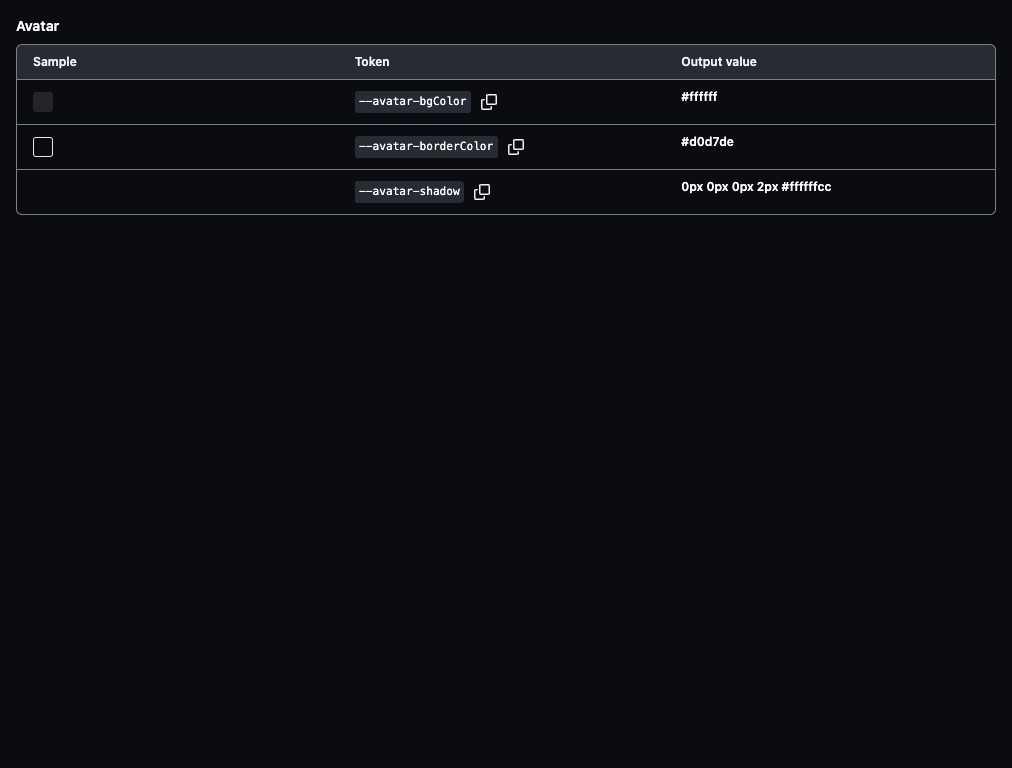 Avatar
Sample Token Output value
--avatar-bgColor #ffffff
--avatar-borderColor #d0d7de
--avatar-shadow 0px 0px 0px 2px #ffffffcc